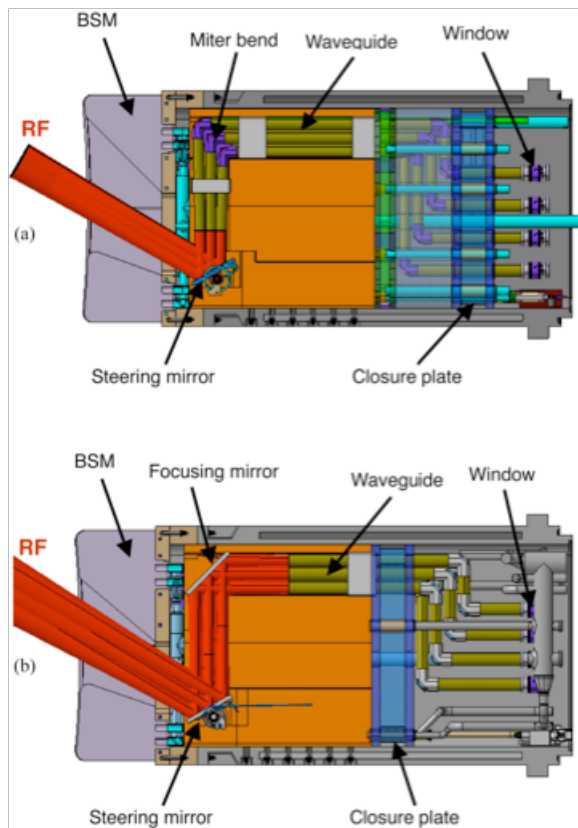 BSM
Miter bend
Waveguide
Window
RF
(a)
Steering mirror
Closure plate
BSM
Focusing mirror
Waveguide
Window
RF
(b)
Steering mirror
Closure plate